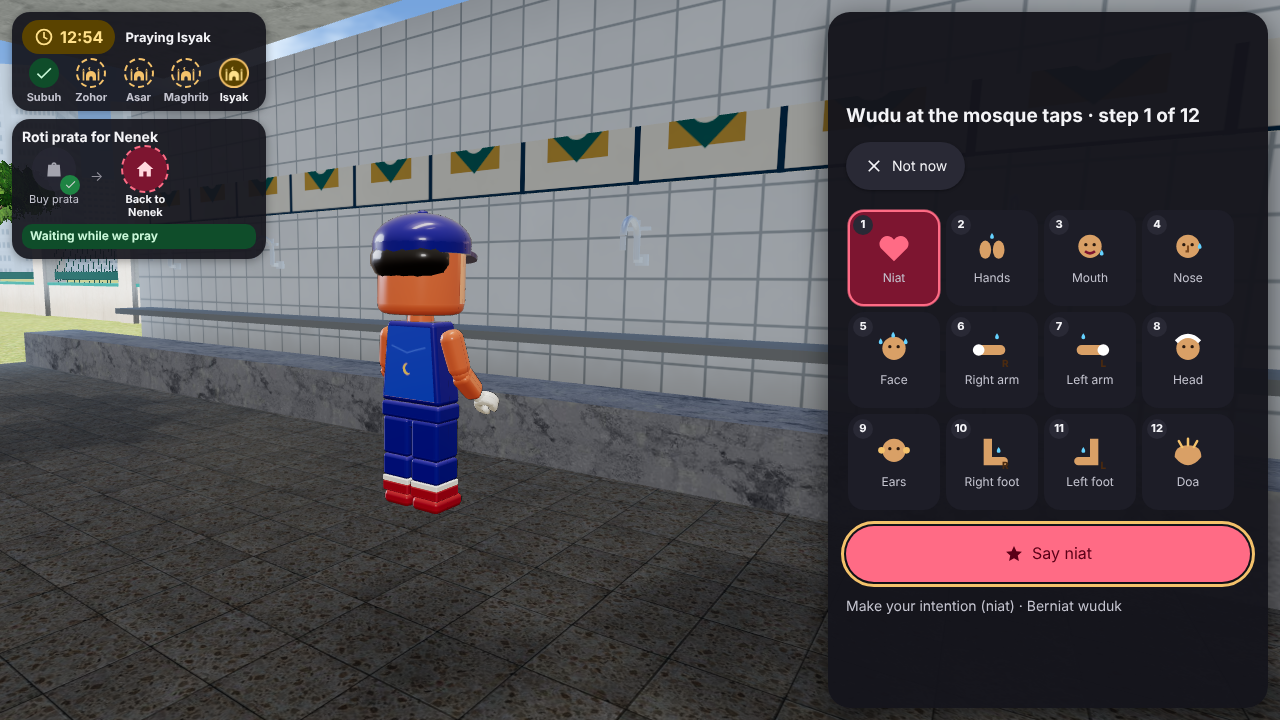 12:54 Praying Isyak
Subuh Zohor Asar Maghrib Isyak
Roti prata for Nenek
Buy prata → Back to Nenek
Waiting while we pray
Wudu at the mosque taps · step 1 of 12
Not now
1 Niat
2 Hands
3 Mouth
4 Nose
5 Face
6 Right arm
7 Left arm
8 Head
9 Ears
10 Right foot
11 Left foot
12 Doa
Say niat
Make your intention (niat) · Berniat wuduk